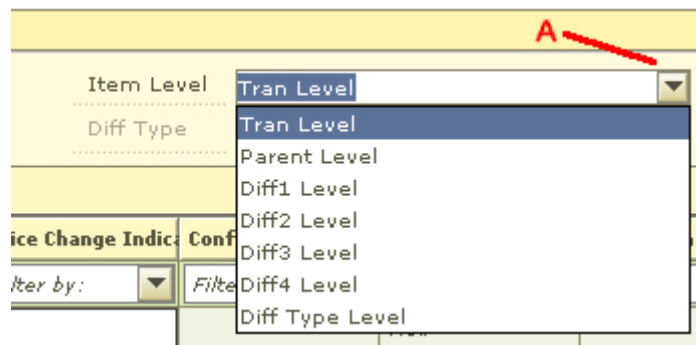 A
Item Level Tran Level
Tran Level
Diff Type
Parent Level
Diff1 Level
Diff2 Level
ice Change Indic Conf
Diff3 Level
lter by: Filte
Diff4 Level
Diff Type Level